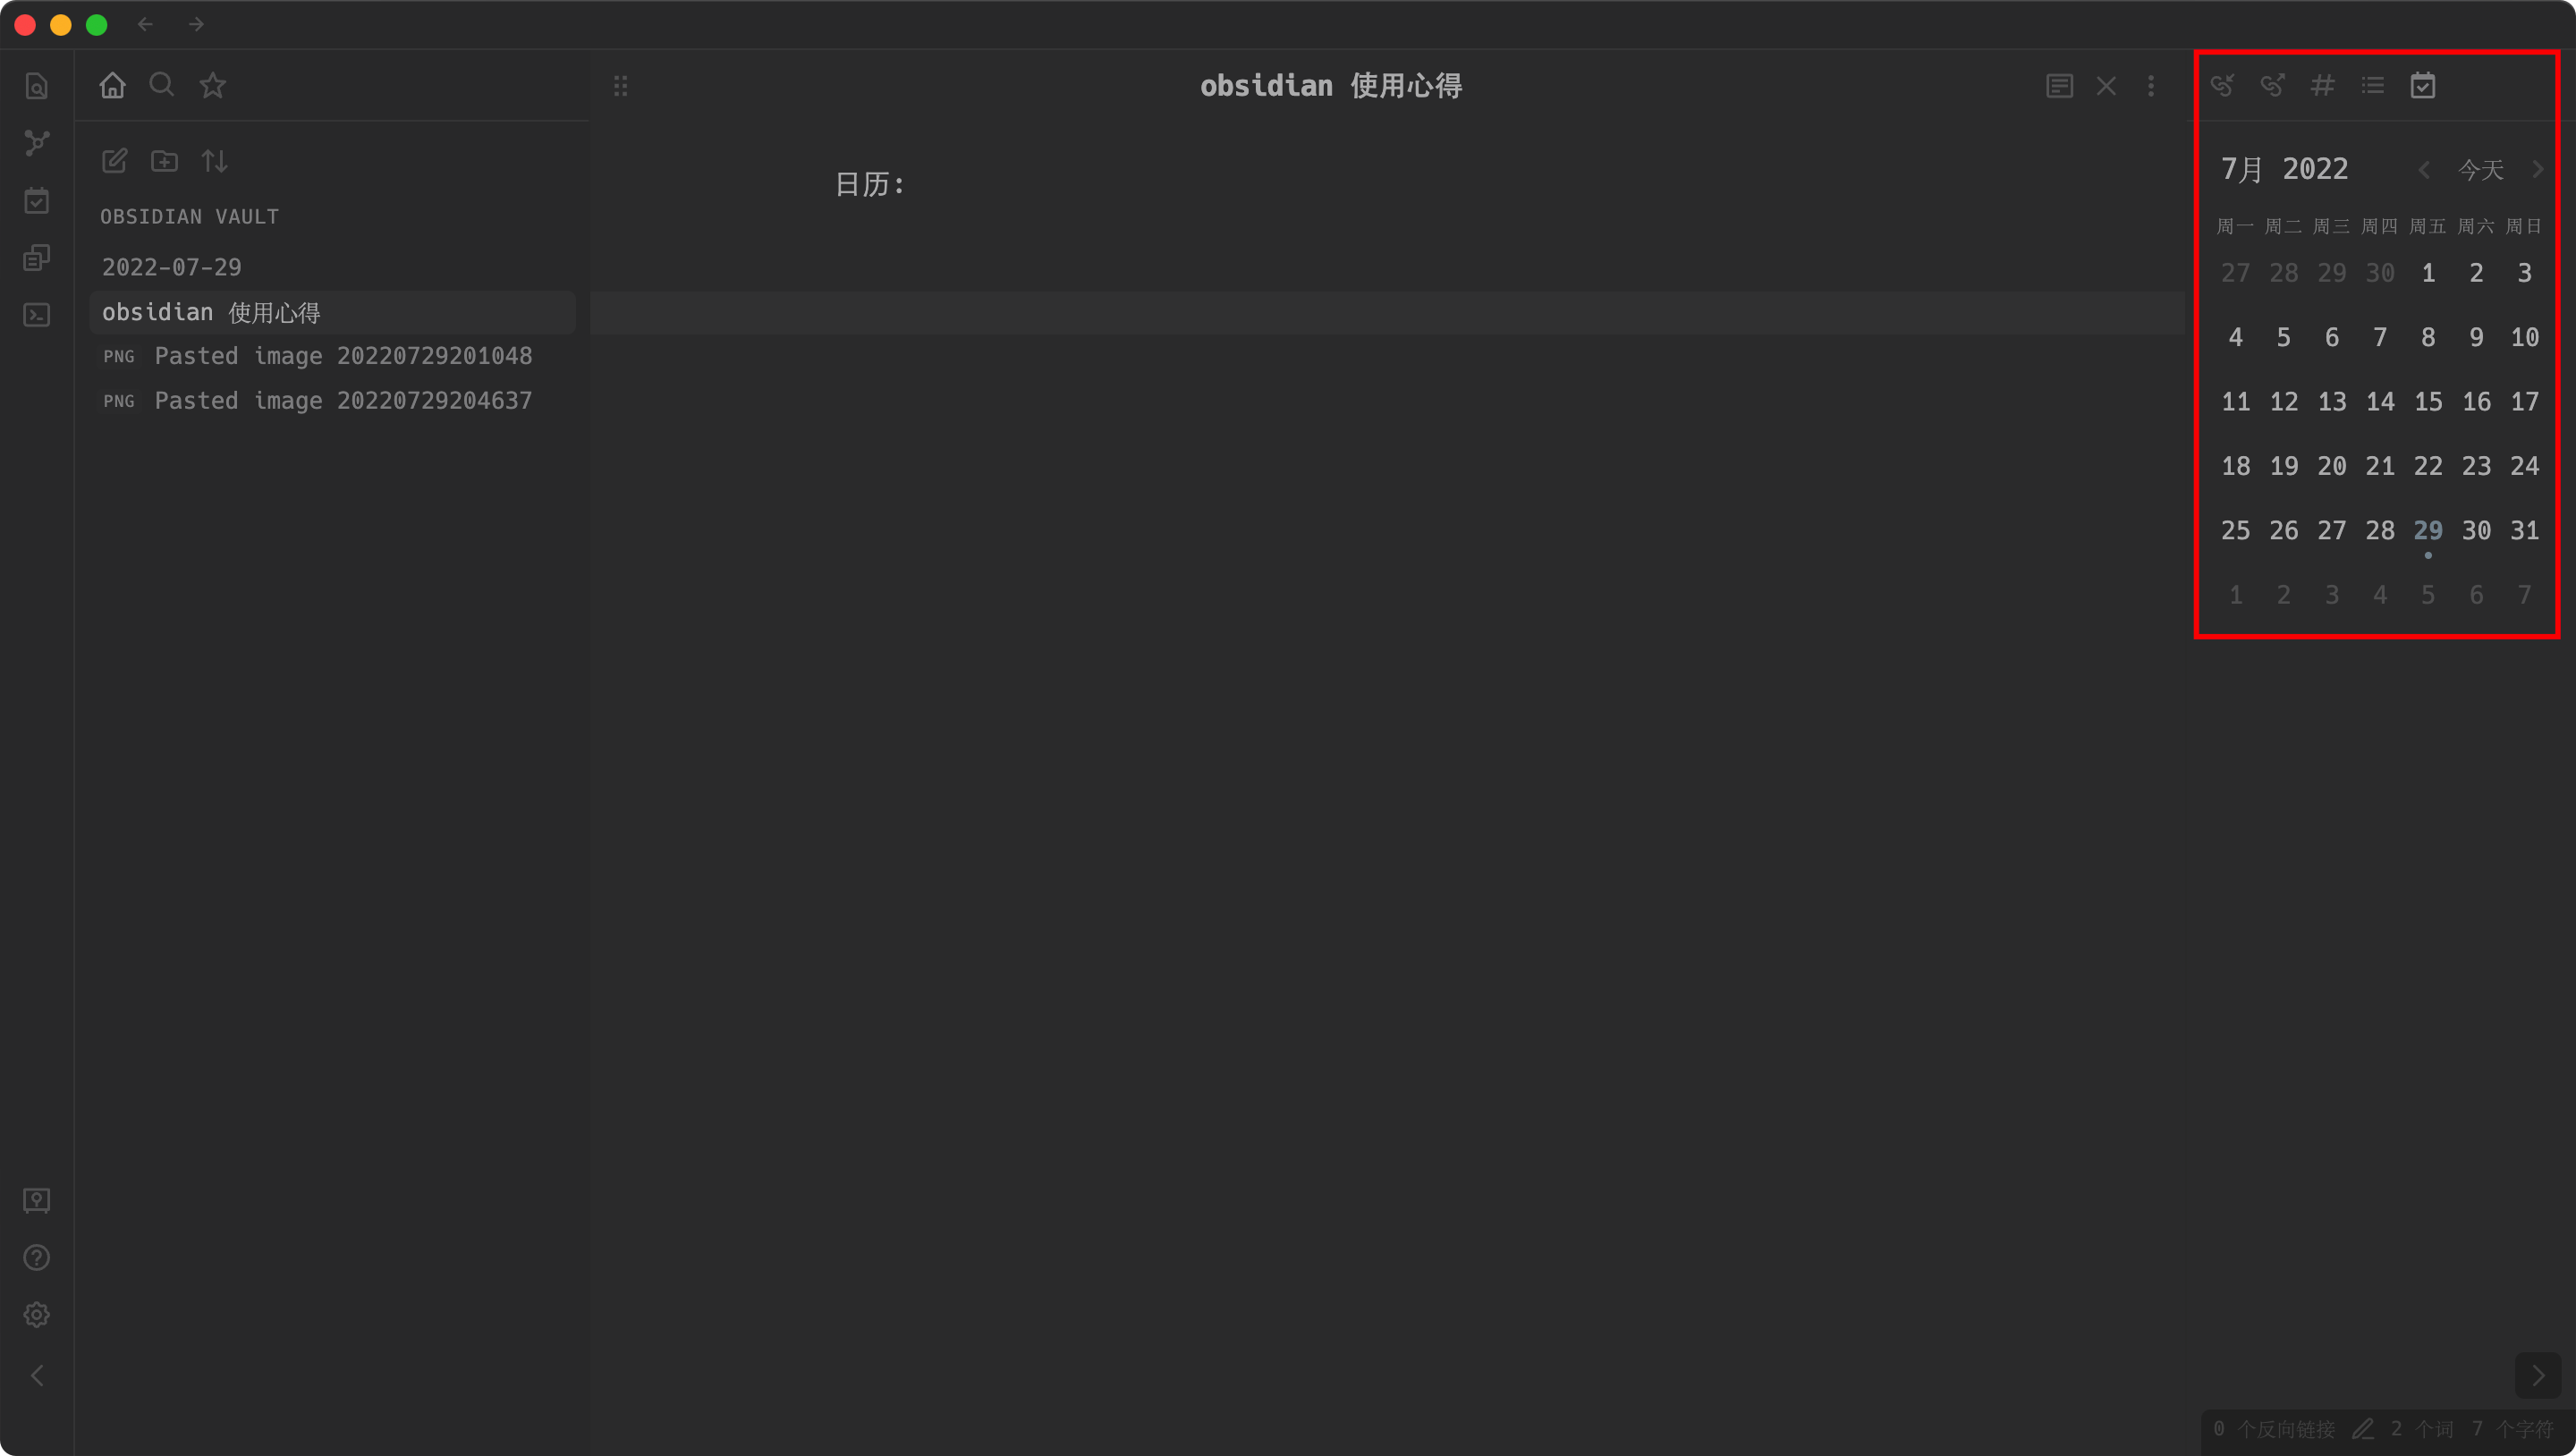 obsidian 使用心得
OBSIDIAN VAULT
2022-07-29
obsidian 使用心得
PNG Pasted image 20220729201048
PNG Pasted image 20220729204637
日历:
7月 2022 今天
周一 周二 周三 周四 周五 周六 周日
27 28 29 30 1 2 3
4 5 6 7 8 9 10
11 12 13 14 15 16 17
18 19 20 21 22 23 24
25 26 27 28 29 30 31
1 2 3 4 5 6 7
0 个反向链接 2 个词 7 个字符